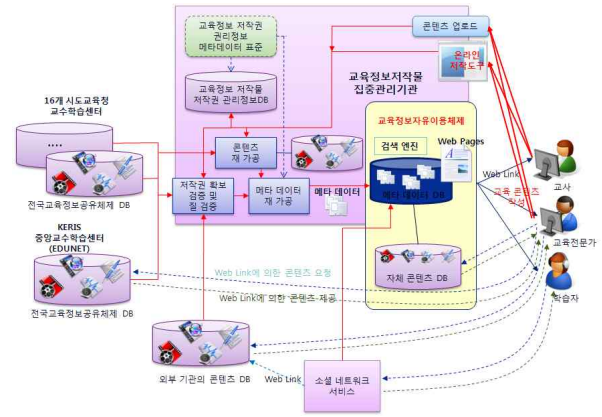 교육정보 저작권
권리정보
메타데이터 표준
콘텐츠 업로드
온라인
저작도구
교육정보저작물
집중관리기관
교육정보 저작물
저작권 관리정보DB
16개 시도교육청
교수학습센터
....
전국교육정보공유체제 DB
콘텐츠
재 가공
저작권 확보
검증 및
질 검증
메타 데이터
재 가공
메타 데이터
교육정보자유이용체제
검색 엔진
Web Pages
메타 데이터 DB
자체 콘텐츠 DB
Web Link
교육 콘텐츠
작성
교사
교육전문가
학습자
KERIS
중앙교수학습센터
(EDUNET)
전국교육정보공유체제 DB
Web Link에 의한 콘텐츠 요청
Web Link에 의한 콘텐츠 제공
외부 기관의 콘텐츠 DB
Web Link
소셜 네트워크
서비스